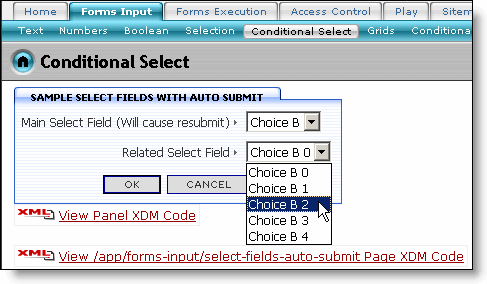 Home Forms Input Forms Execution Access Control Play Sitem
Text Numbers Boolean Selection Conditional Select Grids Conditiona
Conditional Select
SAMPLE SELECT FIELDS WITH AUTO SUBMIT
Main Select Field (Will cause resubmit) Choice B
Related Select Field Choice B 0
Choice B 0
Choice B 1
Choice B 2
Choice B 3
Choice B 4
OK CANCEL
XML View Panel XDM Code
XML View /app/forms-input/select-fields-auto-submit Page XDM Code